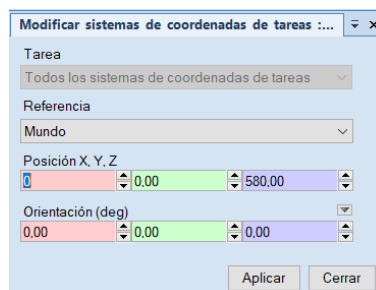 Modificar sistemas de coordenadas de tareas :...
Tarea
Todos los sistemas de coordenadas de tareas
Referencia
Mundo
Posición X, Y, Z
0 0,00 580,00
Orientación (deg)
0,00 0,00 0,00
Aplicar Cerrar